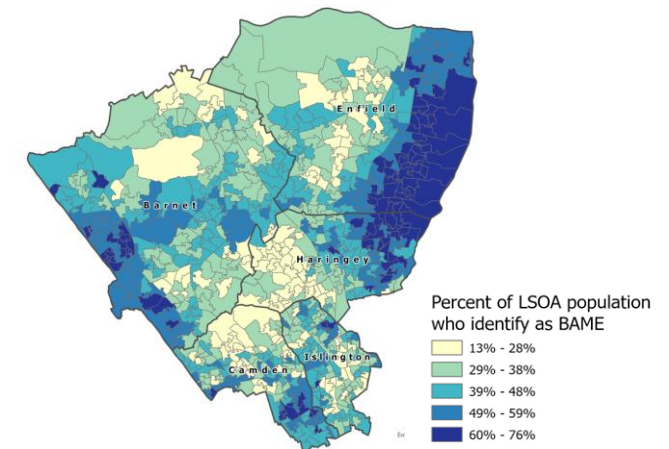 Enfield
Barnet
Haringey
Islington
Camden
Percent of LSOA population
who identify as BAME
13% - 28%
29% - 38%
39% - 48%
49% - 59%
60% - 76%